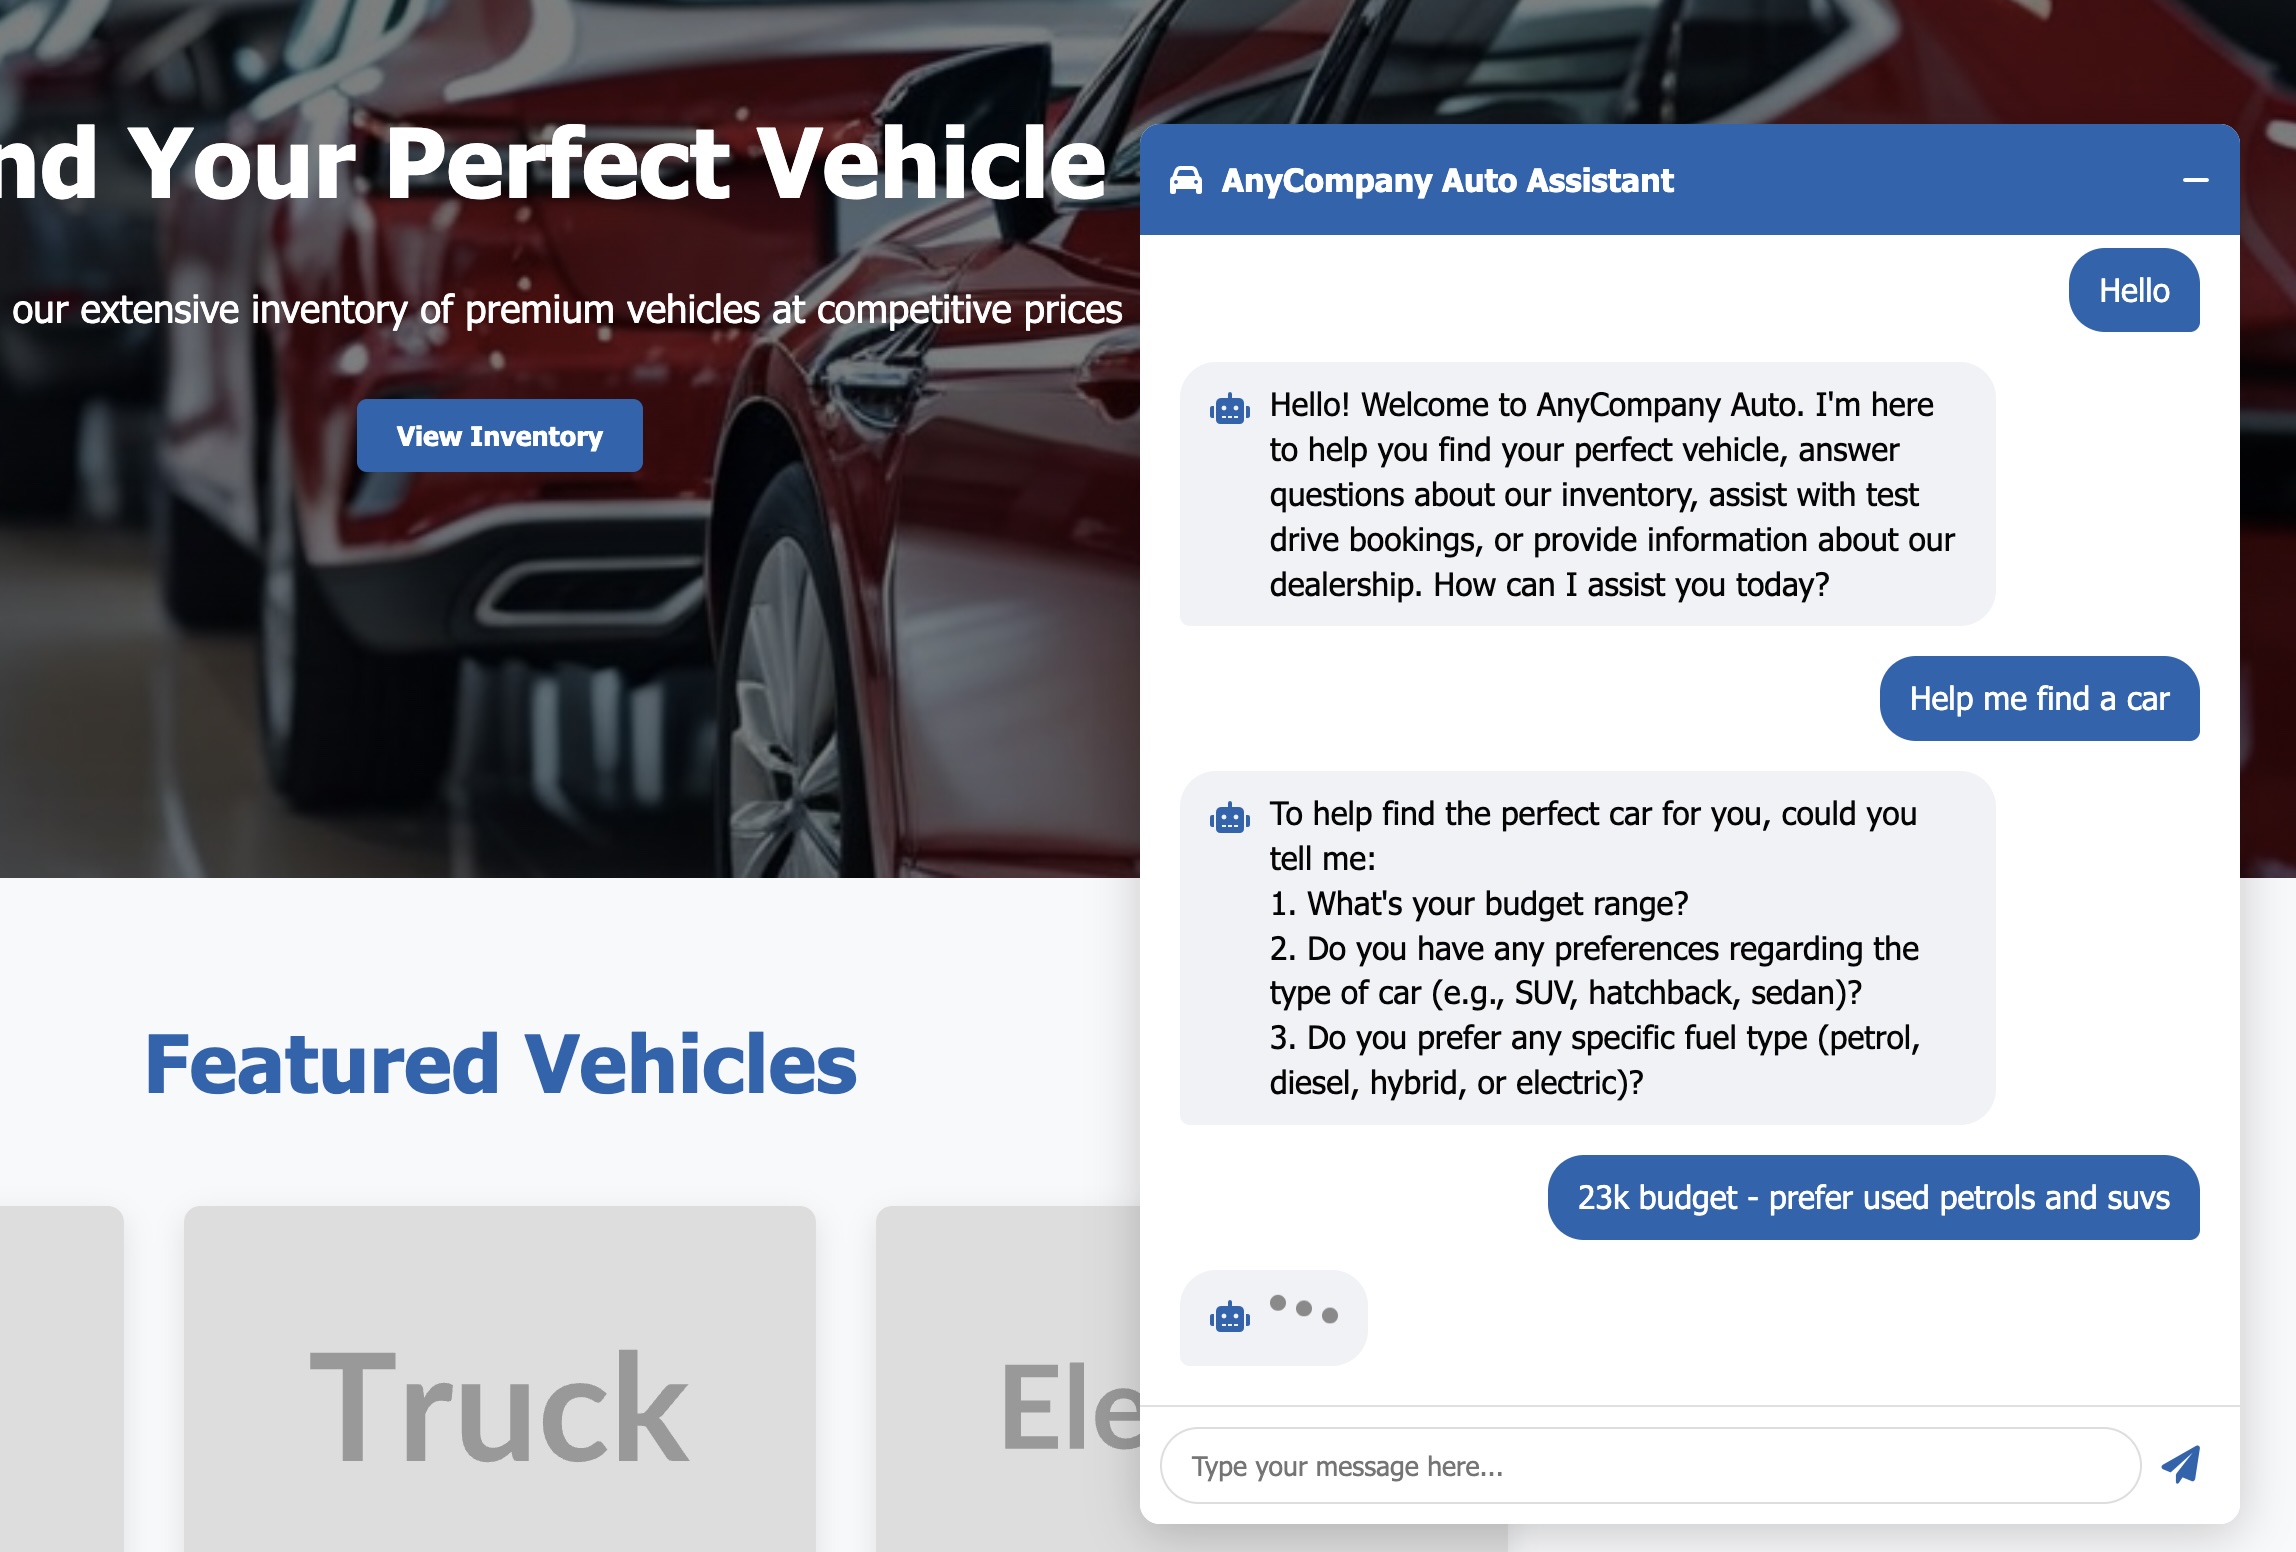 nd Your Perfect Vehicle
our extensive inventory of premium vehicles at competitive prices
View Inventory
Featured Vehicles
Truck
Ele
AnyCompany Auto Assistant
Hello
Hello! Welcome to AnyCompany Auto. I'm here
to help you find your perfect vehicle, answer
questions about our inventory, assist with test
drive bookings, or provide information about our
dealership. How can I assist you today?
Help me find a car
To help find the perfect car for you, could you
tell me:
1. What's your budget range?
2. Do you have any preferences regarding the
type of car (e.g., SUV, hatchback, sedan)?
3. Do you prefer any specific fuel type (petrol,
diesel, hybrid, or electric)?
23k budget - prefer used petrols and suvs
Type your message here...